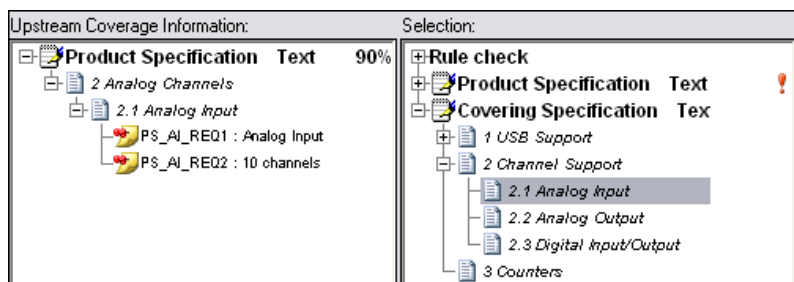 Upstream Coverage Information:
Product Specification Text 90%
2 Analog Channels
2.1 Analog Input
PS_AI_REQ1 : Analog Input
PS_AI_REQ2 : 10 channels
Selection:
Rule check
Product Specification Text
Covering Specification Tex
1 USB Support
2 Channel Support
2.1 Analog Input
2.2 Analog Output
2.3 Digital Input/Output
3 Counters